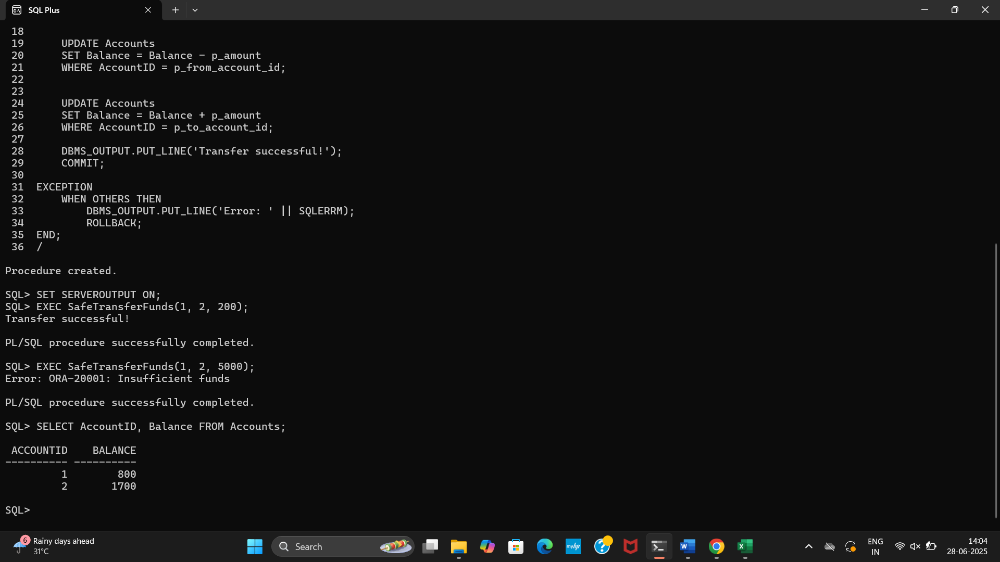 SQL Plus
18
19      UPDATE Accounts
20      SET Balance = Balance - p_amount
21      WHERE AccountID = p_from_account_id;
22
23
24      UPDATE Accounts
25      SET Balance = Balance + p_amount
26      WHERE AccountID = p_to_account_id;
27
28      DBMS_OUTPUT.PUT_LINE('Transfer successful!');
29      COMMIT;
30
31  EXCEPTION
32      WHEN OTHERS THEN
33          DBMS_OUTPUT.PUT_LINE('Error: ' || SQLERRM);
34          ROLLBACK;
35  END;
36  /
Procedure created.
SQL> SET SERVEROUTPUT ON;
SQL> EXEC SafeTransferFunds(1, 2, 200);
Transfer successful!
PL/SQL procedure successfully completed.
SQL> EXEC SafeTransferFunds(1, 2, 5000);
Error: ORA-20001: Insufficient funds
PL/SQL procedure successfully completed.
SQL> SELECT AccountID, Balance FROM Accounts;
 ACCOUNTID    BALANCE
---------- ----------
         1        800
         2       1700
SQL>
6
Rainy days ahead
31°C
Search
myhp
W
X
ENG
IN
14:04
28-06-2025